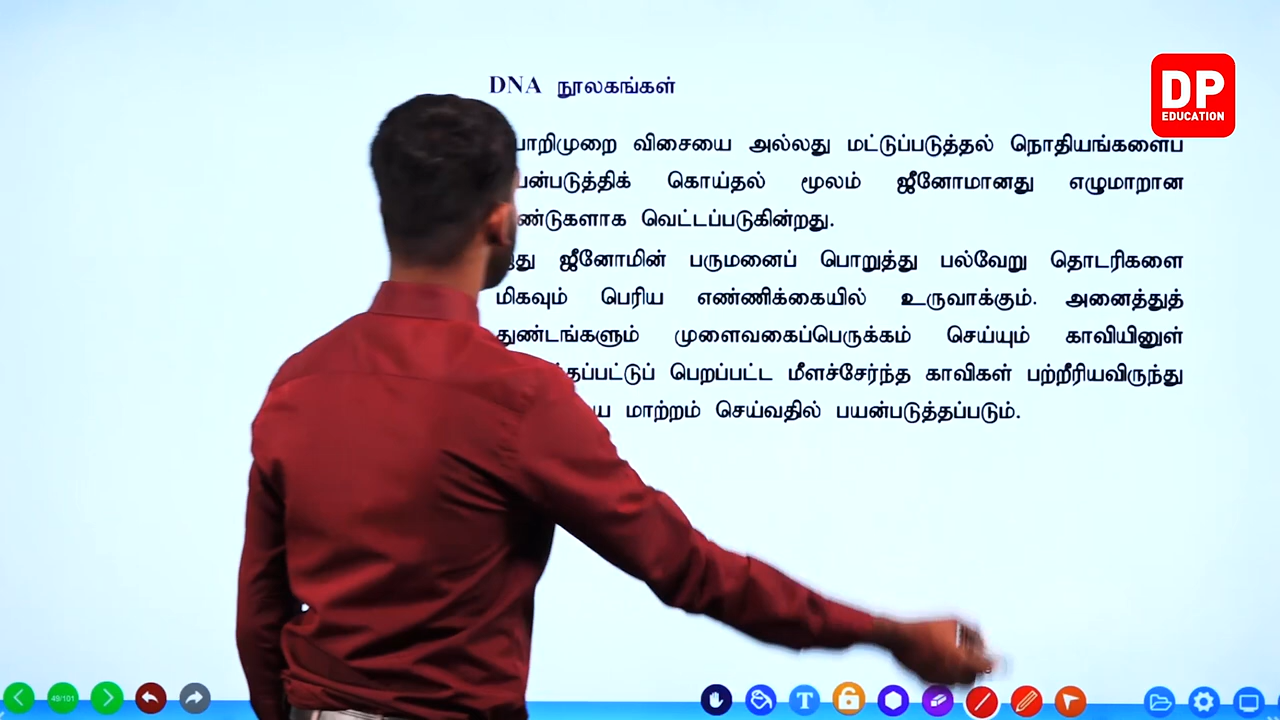 DNA நூலகங்கள்
DP
EDUCATION
விசையை அல்லது மட்டுப்படுத்தல் நொதியங்களைப்
கொய்தல் மூலம் ஜீனோமானது எழுமாறான
வெட்டப்படுகின்றது.
ஜீனோமின் பருமனைப் பொறுத்து பல்வேறு தொடரிகளை
மிகவும் பெரிய எண்ணிக்கையில் உருவாக்கும். அனைத்துத்
துண்டங்களும் முளைவகைப்பெருக்கம் செய்யும் காவியினுள்
பெறப்பட்ட மீளச்சேர்ந்த காவிகள் பற்றீரியவிருந்து
மாற்றம் செய்வதில் பயன்படுத்தப்படும்.
49/101
T